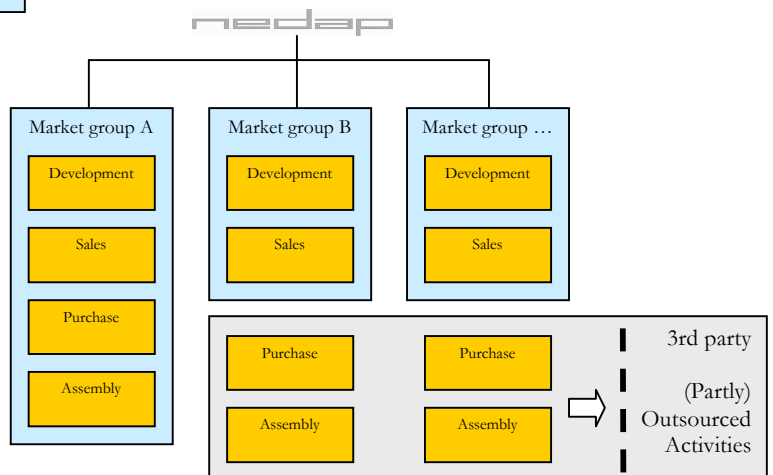 nedap
Market group A
Development
Sales
Purchase
Assembly
Market group B
Development
Sales
Market group …
Development
Sales
Purchase
Purchase
Assembly
Assembly
3rd party
(Partly)
Outsourced
Activities